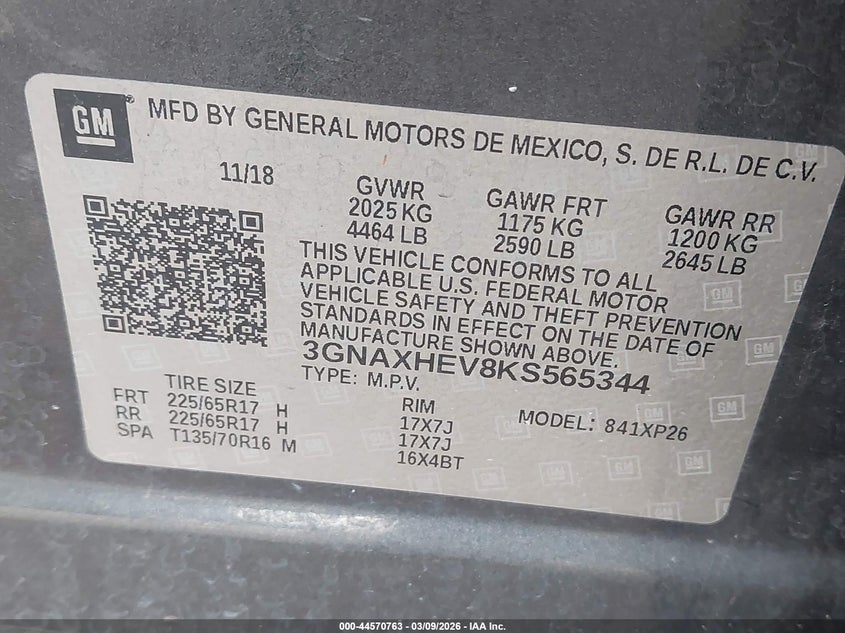 GM
MFD BY GENERAL MOTORS DE MEXICO, S. DE R.L. DE C.V.
11/18
GVWR
2025 KG
4464 LB
GAWR FRT
1175 KG
2590 LB
GAWR RR
1200 KG
2645 LB
THIS VEHICLE CONFORMS TO ALL
APPLICABLE U.S. FEDERAL MOTOR
VEHICLE SAFETY AND THEFT PREVENTION
STANDARDS IN EFFECT ON THE DATE OF
MANUFACTURE SHOWN ABOVE.
3GNAXHEV8KS565344
TYPE: M.P.V.
MODEL: 841XP26
TIRE SIZE RIM
FRT 225/65R17 H 17X7J
RR 225/65R17 H 17X7J
SPA T135/70R16 M 16X4BT
000-44570763 - 03/09/2026 - IAA Inc.